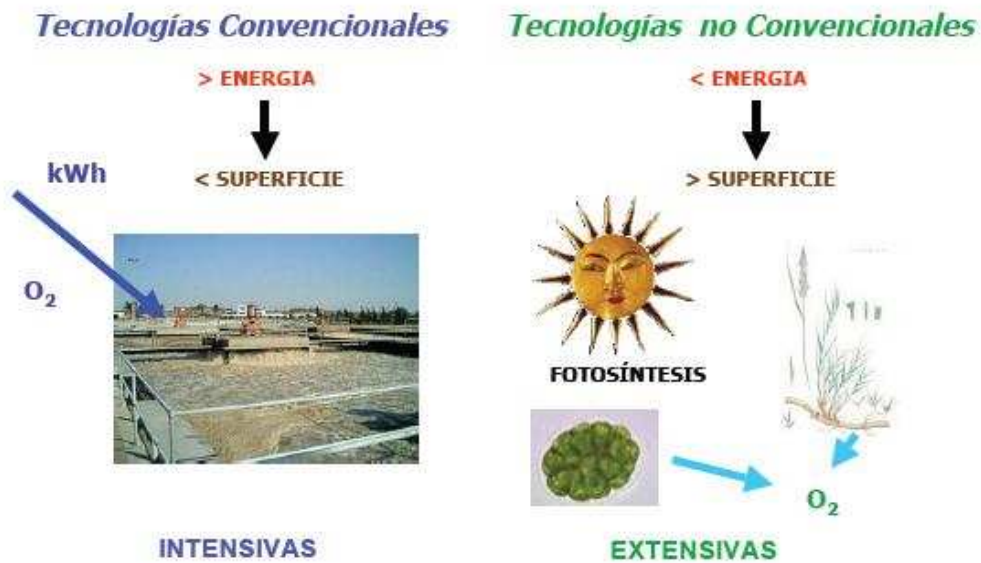 Tecnologías Convencionales
> ENERGIA
kWh
< SUPERFICIE
O₂
INTENSIVAS
Tecnologías no Convencionales
< ENERGIA
> SUPERFICIE
FOTOSÍNTESIS
O₂
EXTENSIVAS